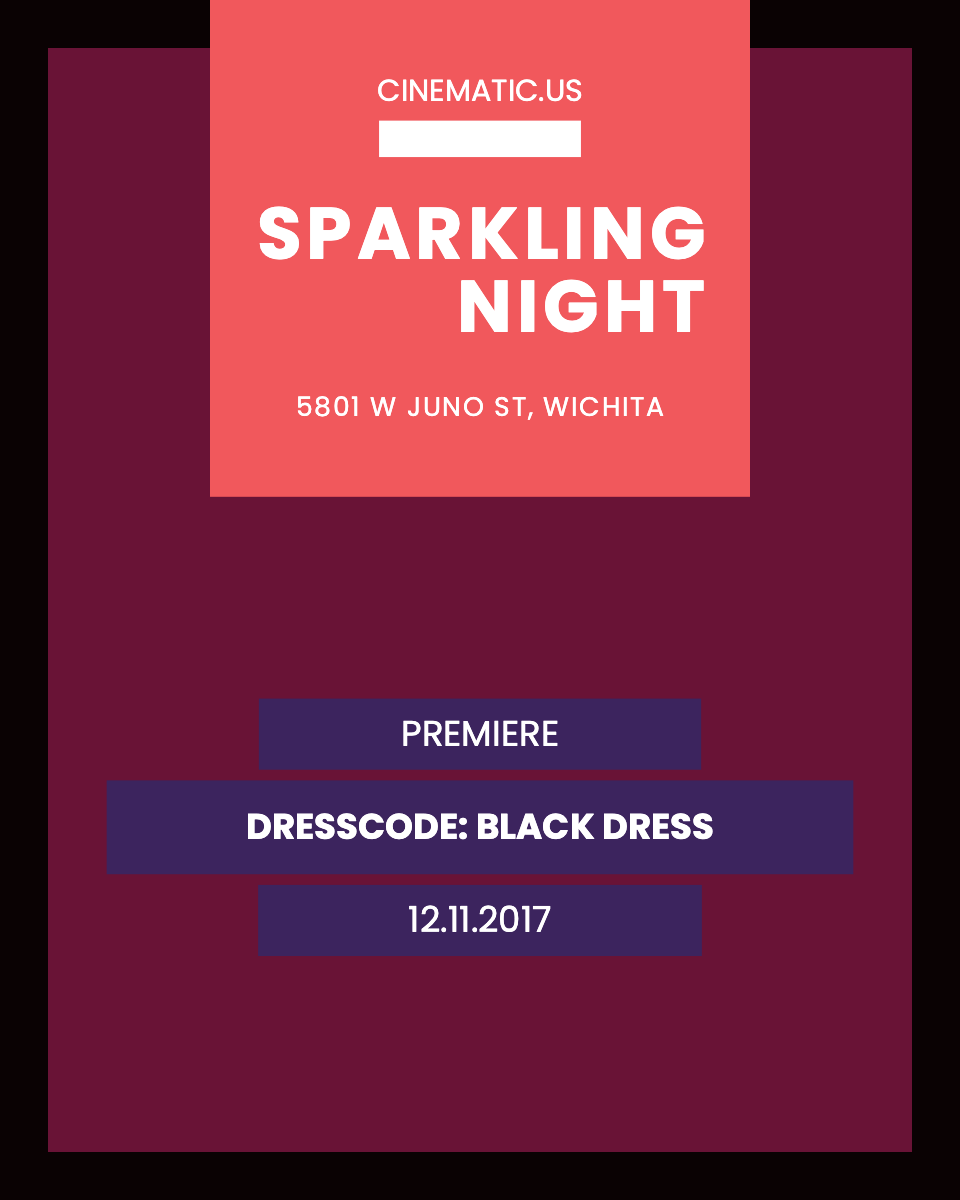 CINEMATIC.US
SPARKLING
NIGHT
5801 W JUNO ST, WICHITA
PREMIERE
DRESSCODE: BLACK DRESS
12.11.2017